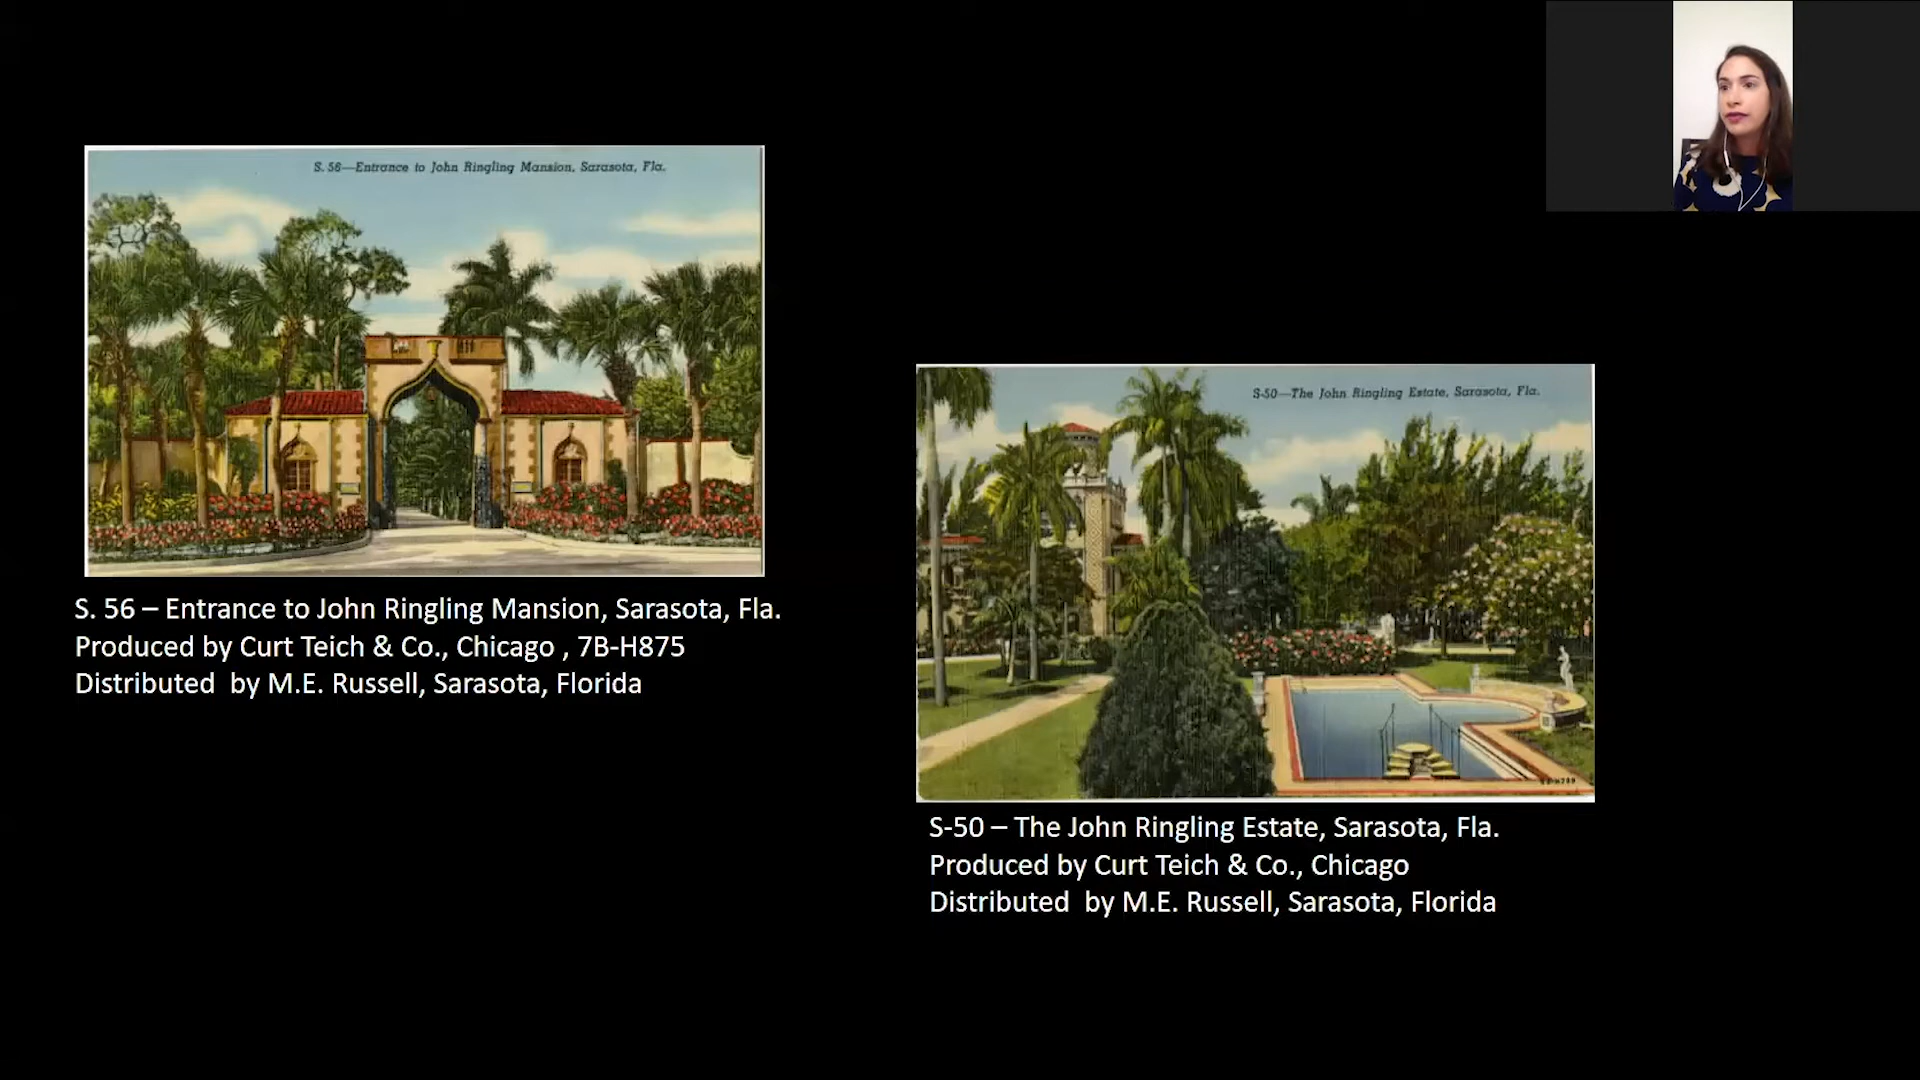 S. 56—Entrance to John Ringling Mansion, Sarasota, Fla.
S. 56 – Entrance to John Ringling Mansion, Sarasota, Fla.
Produced by Curt Teich & Co., Chicago , 7B-H875
Distributed  by M.E. Russell, Sarasota, Florida
S-50—The John Ringling Estate, Sarasota, Fla.
S-50 – The John Ringling Estate, Sarasota, Fla.
Produced by Curt Teich & Co., Chicago
Distributed  by M.E. Russell, Sarasota, Florida